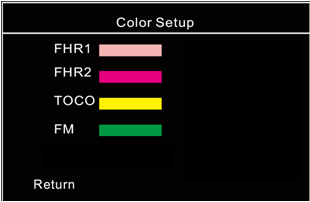 Color Setup
FHR1
FHR2
TOCO
FM
Return